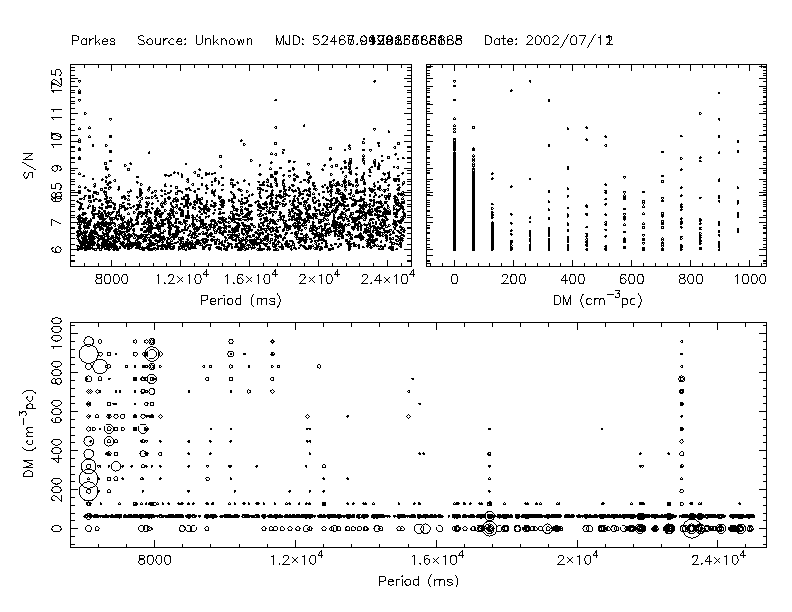 Parkes Source: Unknown MJD: Date: 2002/07/
S/N
6 7 9 10 11
8000 1.2×10⁴ 1.6×10⁴ 2×10⁴ 2.4×10⁴
Period (ms)
0 200 400 600 800 1000
DM (cm⁻³pc)
0 200 400 600 800 1000
DM (cm⁻³pc)
8000 1.2×10⁴ 1.6×10⁴ 2×10⁴ 2.4×10⁴
Period (ms)